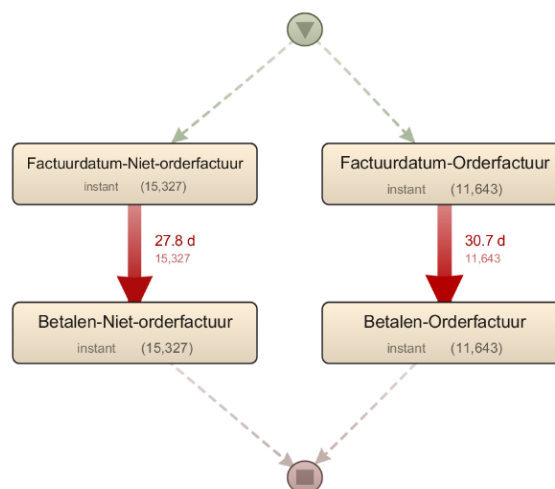 Factuurdatum-Niet-orderfactuur
instant (15,327)
Factuurdatum-Orderfactuur
instant (11,643)
27.8 d
15,327
30.7 d
11,643
Betalen-Niet-orderfactuur
instant (15,327)
Betalen-Orderfactuur
instant (11,643)